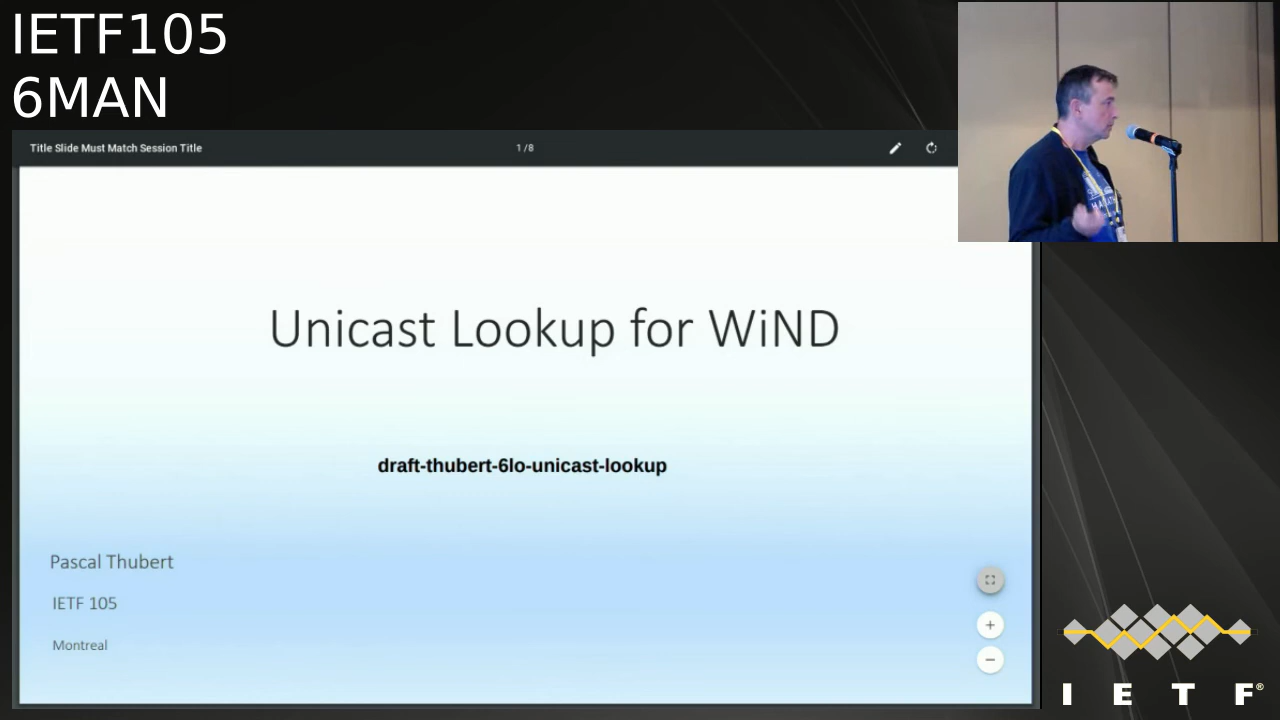 IETF105
6MAN
Title Slide Must Match Session Title
1 / 8
Unicast Lookup for WiND
draft-thubert-6lo-unicast-lookup
Pascal Thubert
IETF 105
Montreal
I E T F®